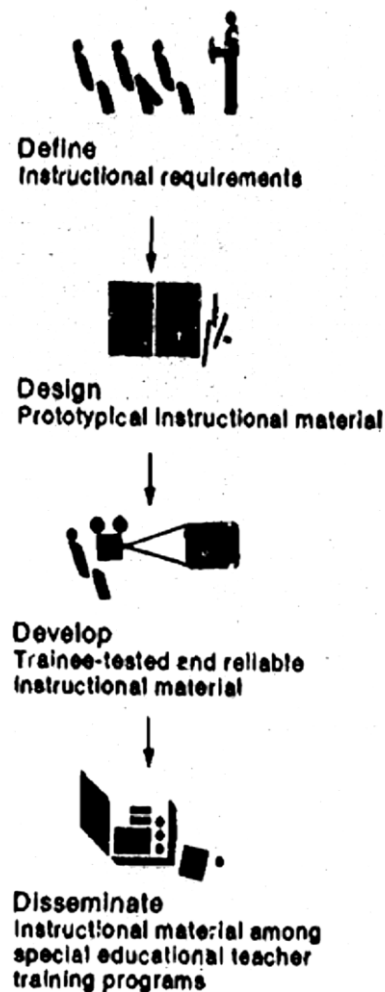 Define
Instructional requirements
Design
Prototypical Instructional material
Develop
Trainee-tested and reliable
Instructional material
Disseminate
Instructional material among
special educational teacher
training programs